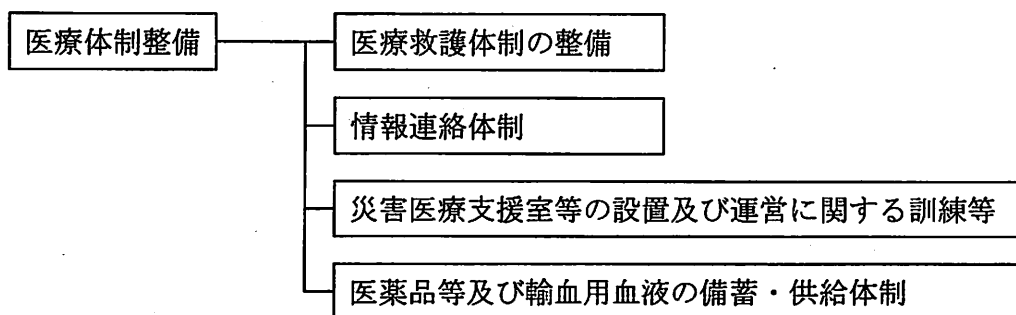 医療体制整備
医療救護体制の整備
情報連絡体制
災害医療支援室等の設置及び運営に関する訓練等
医薬品等及び輸血用血液の備蓄・供給体制